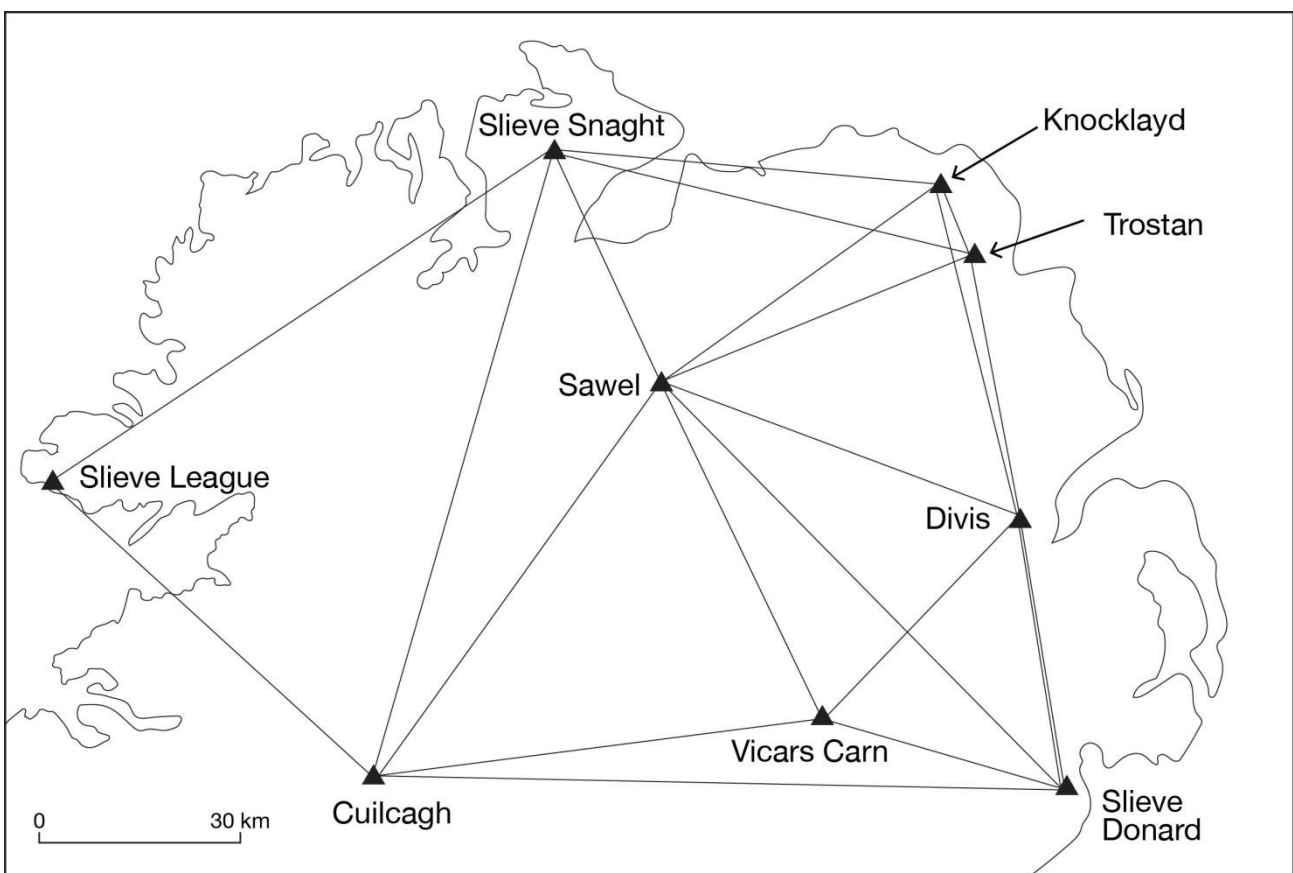 Slieve Snaght
Knocklayd
Trostan
Sawel
Slieve League
Divis
Vicars Carn
Cuilcagh
Slieve
Donard
0 30 km